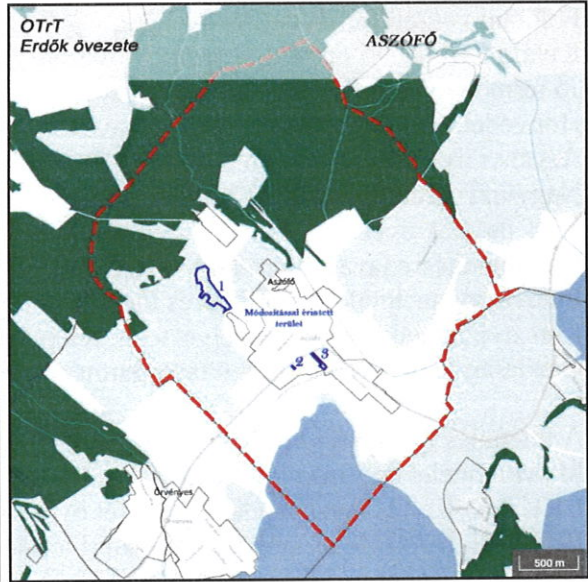 OTrT
Erdők övezete
ASZÓFŐ
1
Aszófő
Módosítással érintett
terület
2
3
Örvényes
500 m